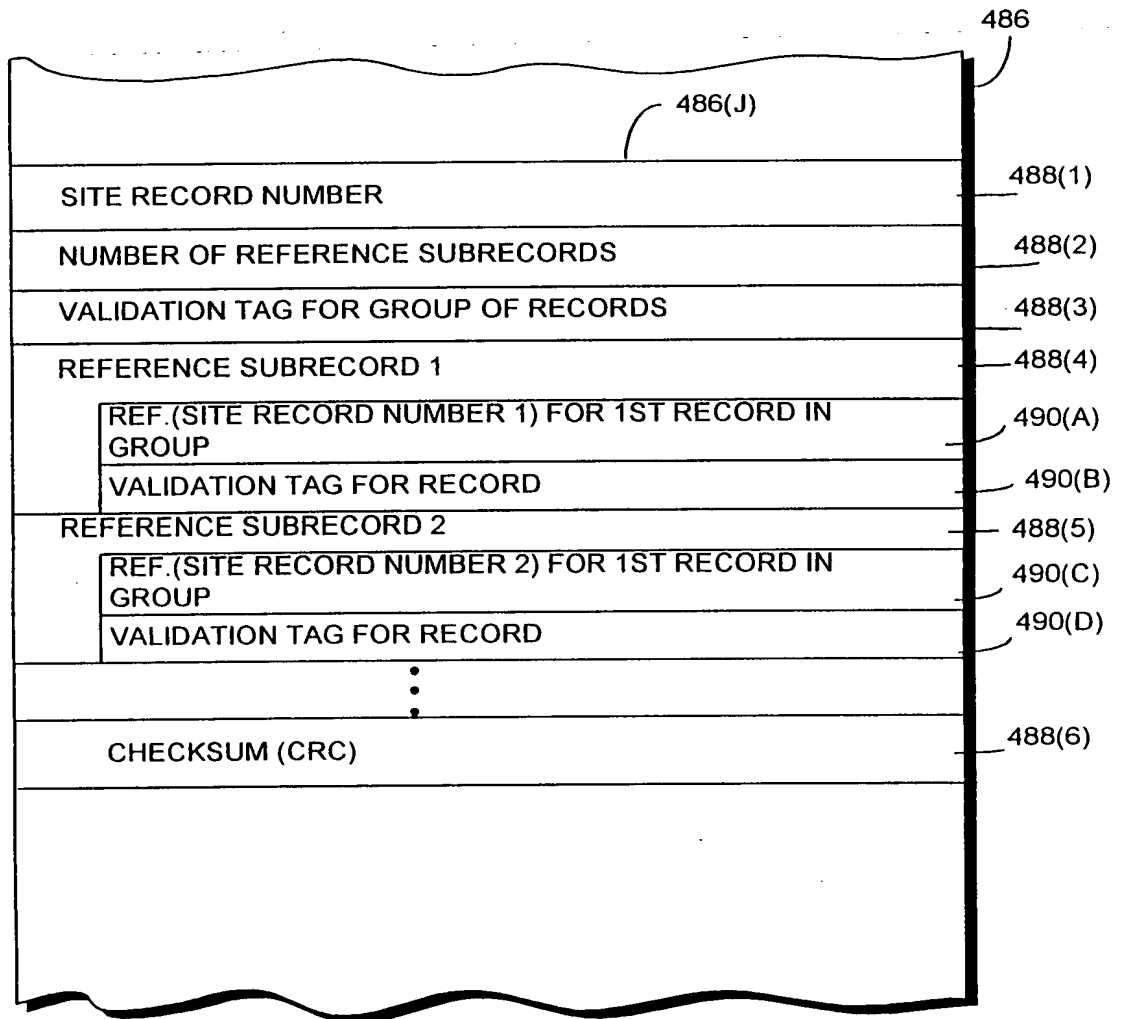 486
486(J)
SITE RECORD NUMBER
488(1)
NUMBER OF REFERENCE SUBRECORDS
488(2)
VALIDATION TAG FOR GROUP OF RECORDS
488(3)
REFERENCE SUBRECORD 1
488(4)
REF.(SITE RECORD NUMBER 1) FOR 1ST RECORD IN
GROUP
490(A)
VALIDATION TAG FOR RECORD
490(B)
REFERENCE SUBRECORD 2
488(5)
REF.(SITE RECORD NUMBER 2) FOR 1ST RECORD IN
GROUP
490(C)
VALIDATION TAG FOR RECORD
490(D)
CHECKSUM (CRC)
488(6)